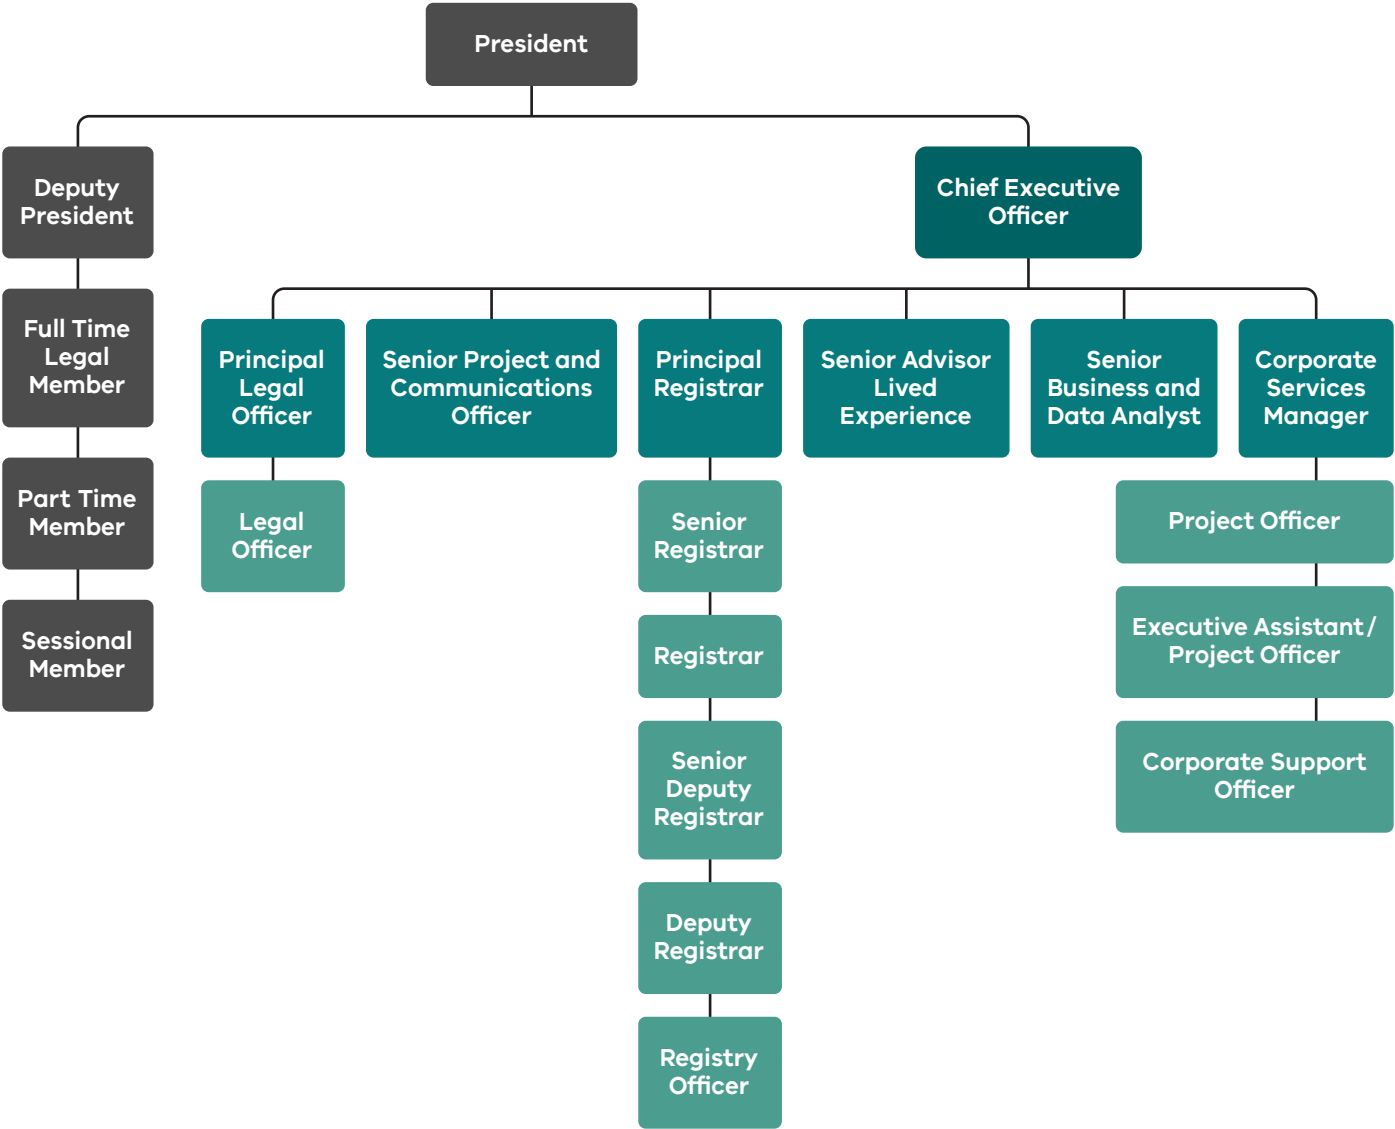 President
Deputy
President
Chief Executive
Officer
Full Time
Legal
Member
Part Time
Member
Sessional
Member
Principal
Legal
Officer
Legal
Officer
Senior Project and
Communications
Officer
Principal
Registrar
Senior
Registrar
Registrar
Senior
Deputy
Registrar
Deputy
Registrar
Registry
Officer
Senior Advisor
Lived
Experience
Senior
Business and
Data Analyst
Corporate
Services
Manager
Project Officer
Executive Assistant/
Project Officer
Corporate Support
Officer